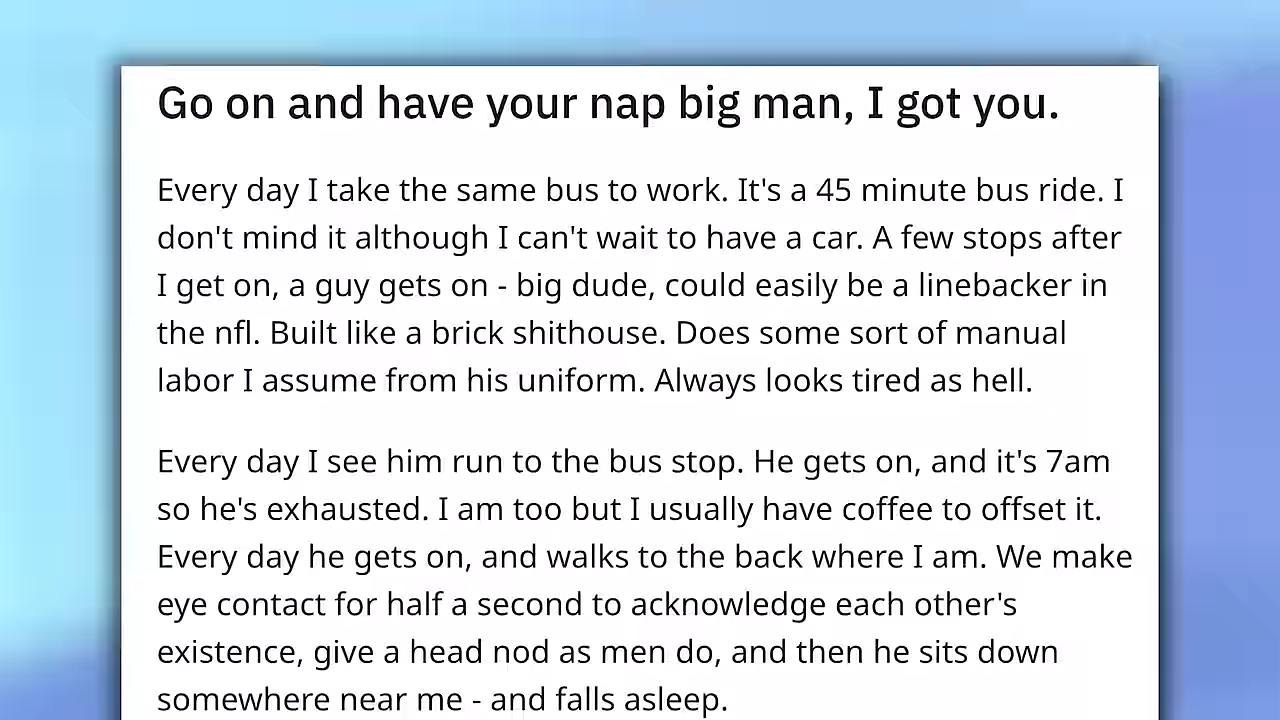 Go on and have your nap big man, I got you.
Every day I take the same bus to work. It's a 45 minute bus ride. I
don't mind it although I can't wait to have a car. A few stops after
I get on, a guy gets on - big dude, could easily be a linebacker in
the nfl. Built like a brick shithouse. Does some sort of manual
labor I assume from his uniform. Always looks tired as hell.
Every day I see him run to the bus stop. He gets on, and it's 7am
so he's exhausted. I am too but I usually have coffee to offset it.
Every day he gets on, and walks to the back where I am. We make
eye contact for half a second to acknowledge each other's
existence, give a head nod as men do, and then he sits down
somewhere near me - and falls asleep.